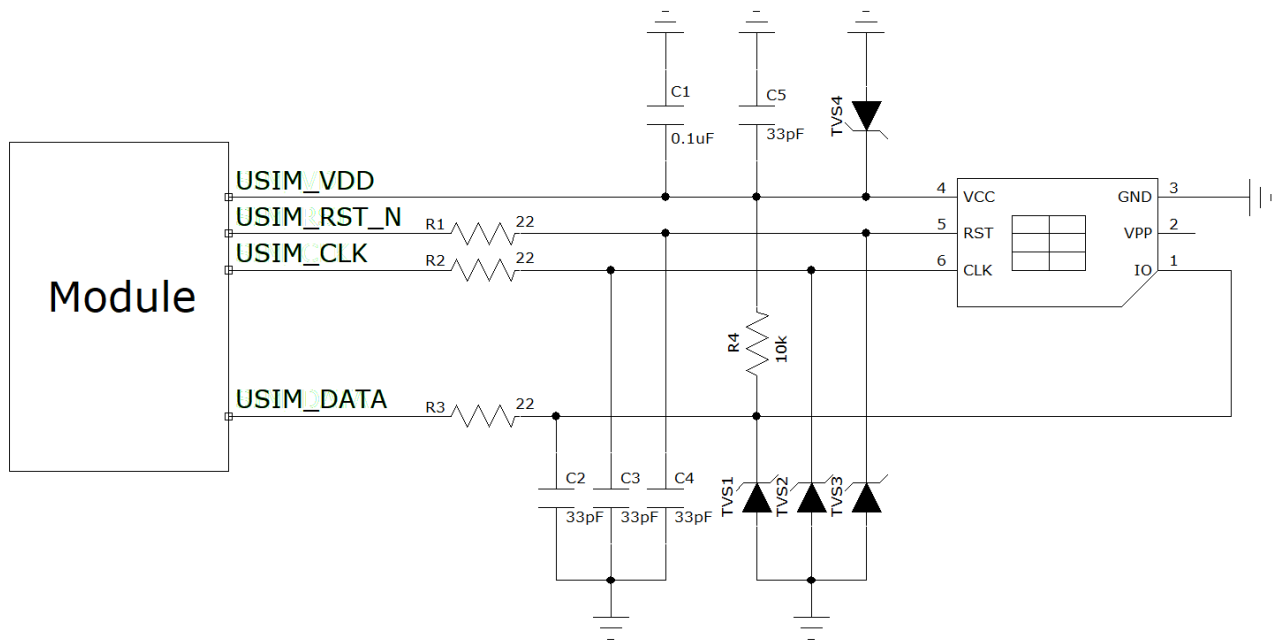 C1
0.1uF
C5
33pF
TVS4
Module
USIM_VDD
USIM_RST_N
USIM_CLK
USIM_DATA
R1
22
R2
22
R3
22
R4
10k
4
VCC
GND
3
5
RST
VPP
2
6
CLK
IO
1
C2
33pF
C3
33pF
C4
33pF
TVS1
TVS2
TVS3